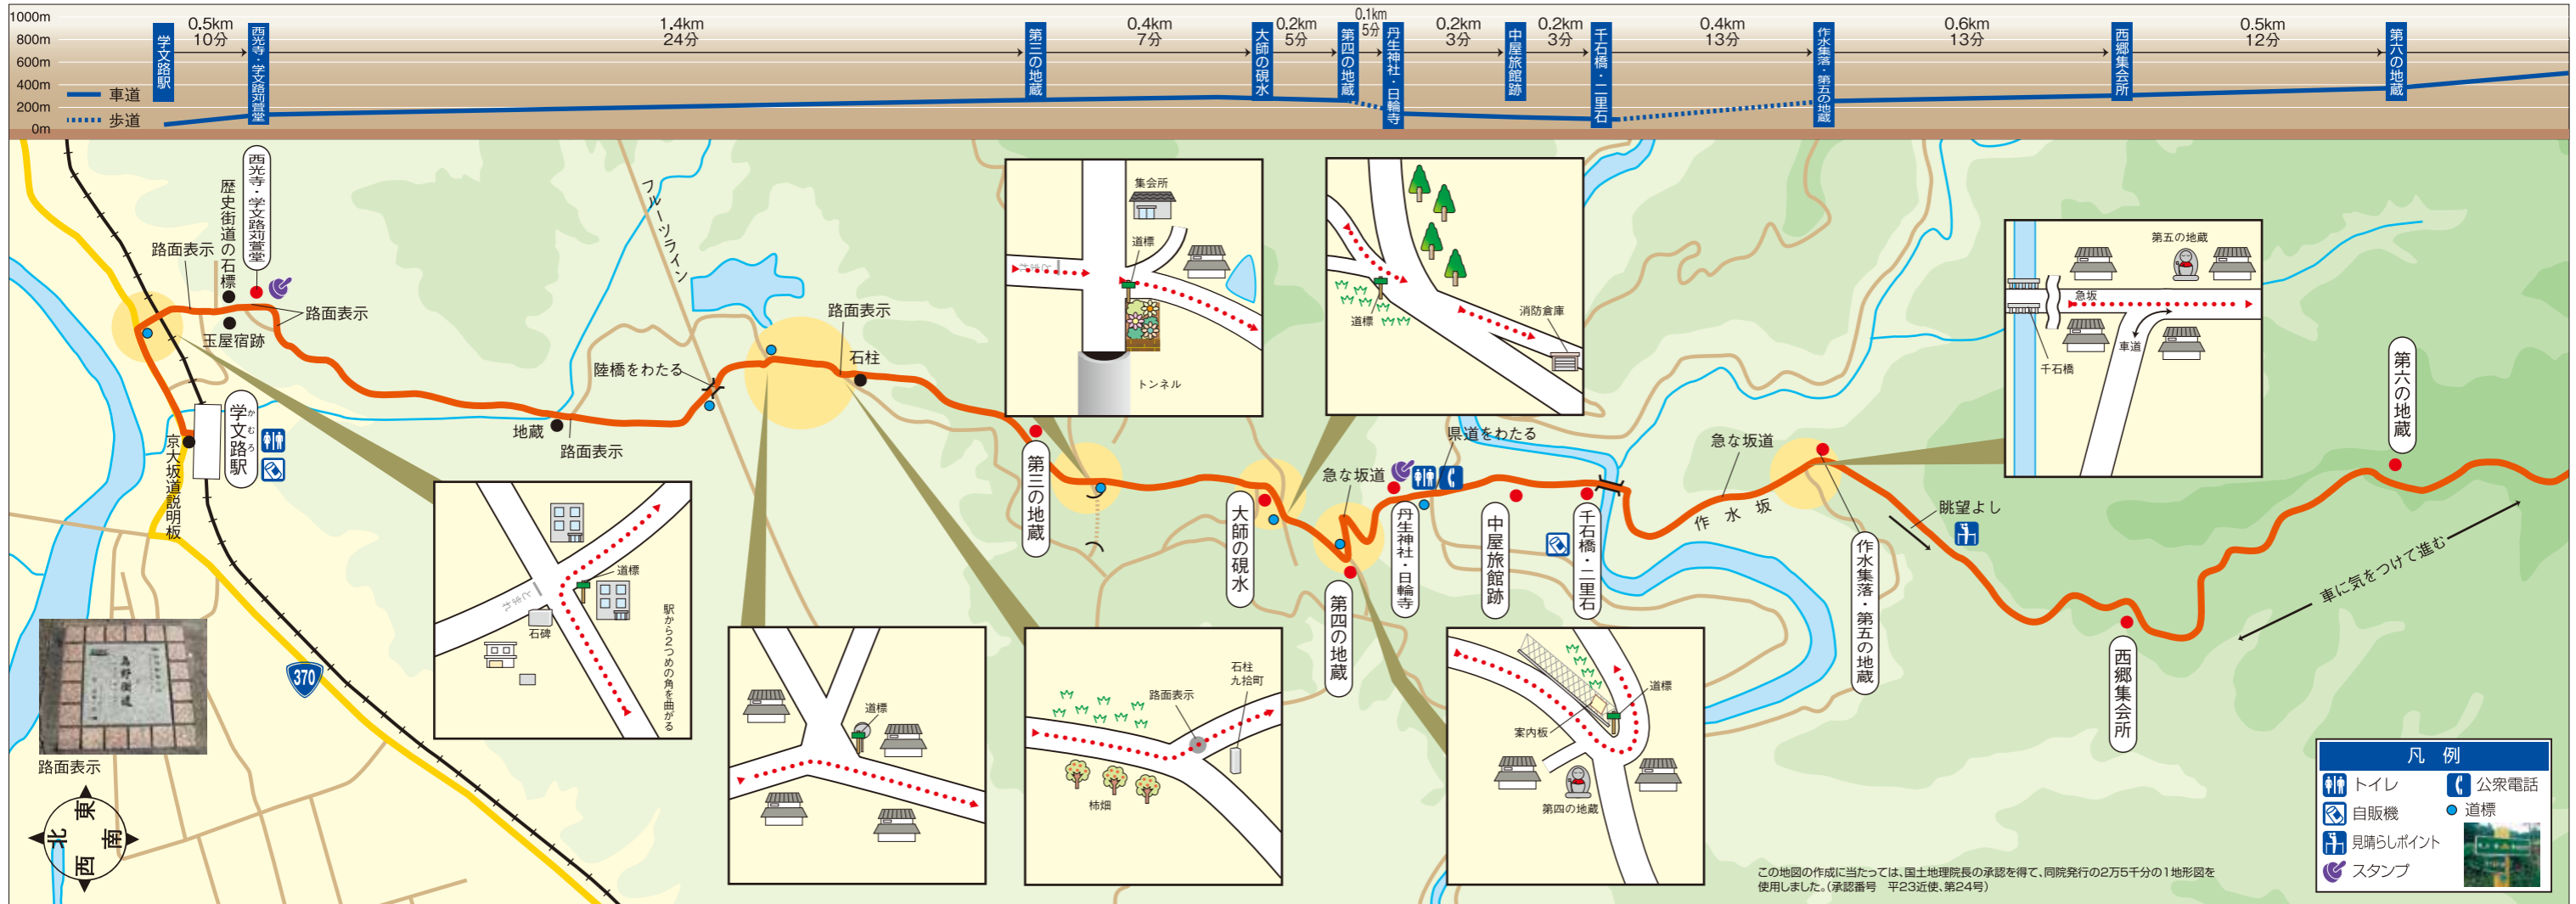 1000m
800m
600m
400m
200m
0m
車道
歩道
学文路駅
0.5km
10分
西光寺・学文路苅萱堂
1.4km
24分
第三の地蔵
0.4km
7分
大師の硯水
0.2km
5分
第四の地蔵
0.1km
5分
丹生神社・日輪寺
0.2km
3分
中屋旅館跡
0.2km
3分
千石橋・二里石
0.4km
13分
作水集落・第五の地蔵
0.6km
13分
西郷集会所
0.5km
12分
第六の地蔵
西光寺・学文路苅萱堂
歴史街道の石標
路面表示
路面表示
玉屋宿跡
学文路駅
かむろ
京大坂道説明板
地蔵
路面表示
陸橋をわたる
フルーツライン
路面表示
石柱
第三の地蔵
大師の硯水
第四の地蔵
急な坂道
丹生神社・日輪寺
県道をわたる
中屋旅館跡
千石橋・二里石
急な坂道
作水坂
作水集落・第五の地蔵
眺望よし
西郷集会所
車に気をつけて進む
第六の地蔵
集会所
道標
止まれ
トンネル
道標
消防倉庫
第五の地蔵
急坂
車道
千石橋
道標
とまれ
石碑
駅から2つめの角を曲がる
道標
路面表示
石柱
九拾町
柿畑
道標
案内板
第四の地蔵
370
高野街道
路面表示
東
北
南
西
凡例
トイレ
公衆電話
自販機
道標
見晴らしポイント
スタンプ
この地図の作成に当たっては、国土地理院長の承認を得て、同院発行の2万5千分の1地形図を
使用しました。(承認番号　平23近使、第24号)